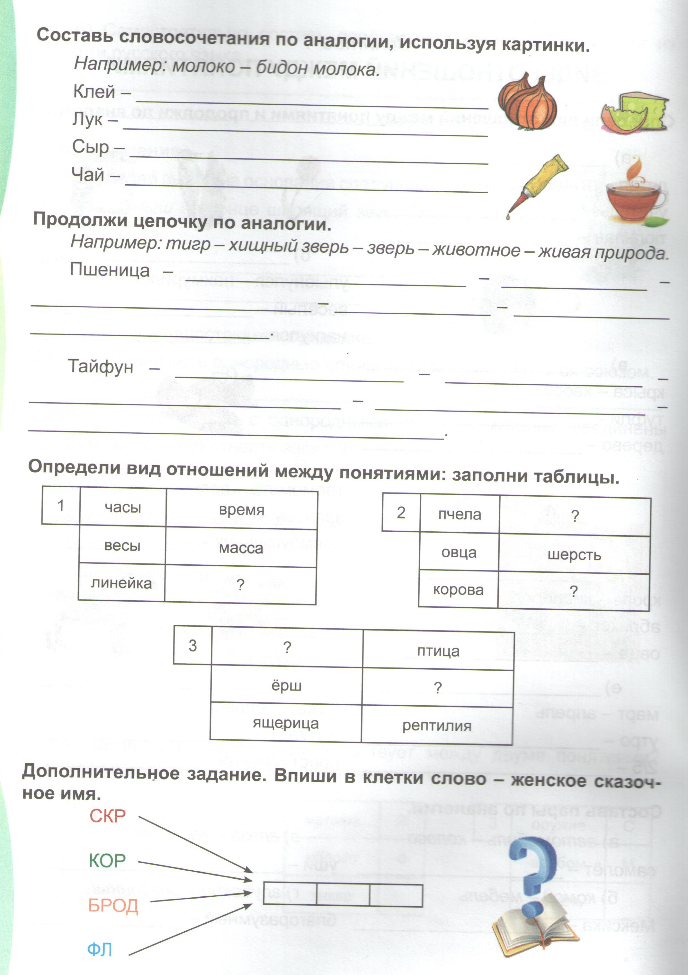 Составь словосочетания по аналогии, используя картинки.
Например: молоко – бидон молока.
Клей –
Лук –
Сыр –
Чай –
Продолжи цепочку по аналогии.
Например: тигр – хищный зверь – зверь – животное – живая природа.
Пшеница – – –
– –
.
Тайфун – –
– –
.
Определи вид отношений между понятиями: заполни таблицы.
1 часы время
весы масса
линейка ?
2 пчела ?
овца шерсть
корова ?
3 ? птица
ёрш ?
ящерица рептилия
Дополнительное задание. Впиши в клетки слово – женское сказоч-
ное имя.
СКР
КОР
БРОД
ФЛ